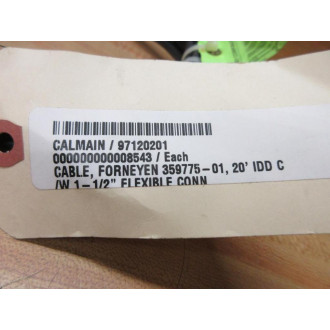 CALMAIN / 97120201
000000000008543 / Each
CABLE, FORNEYEN 359775-01, 20' IDD C
/W 1-1/2" FLEXIBLE CONN